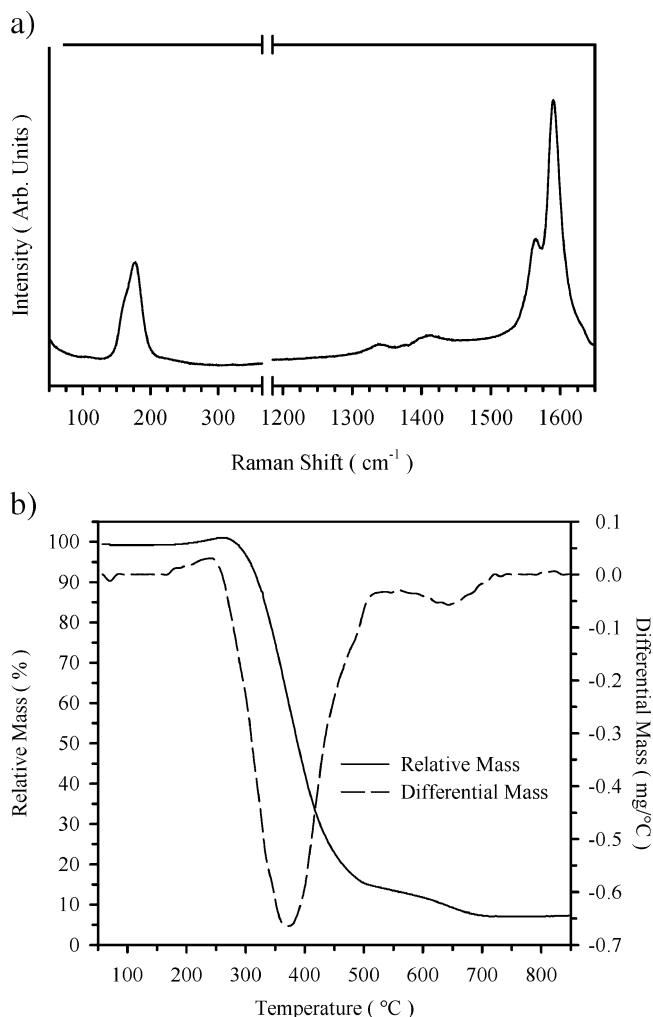 a)
Intensity ( Arb. Units )
100 200 300 1200 1300 1400 1500 1600
Raman Shift ( cm-1 )
b)
Relative Mass ( % )
100
90
80
70
60
50
40
30
20
10
0
0.1
0.0
-0.1
-0.2
-0.3
-0.4
-0.5
-0.6
-0.7
Differential Mass ( mg/°C )
Relative Mass
Differential Mass
100 200 300 400 500 600 700 800
Temperature ( °C )